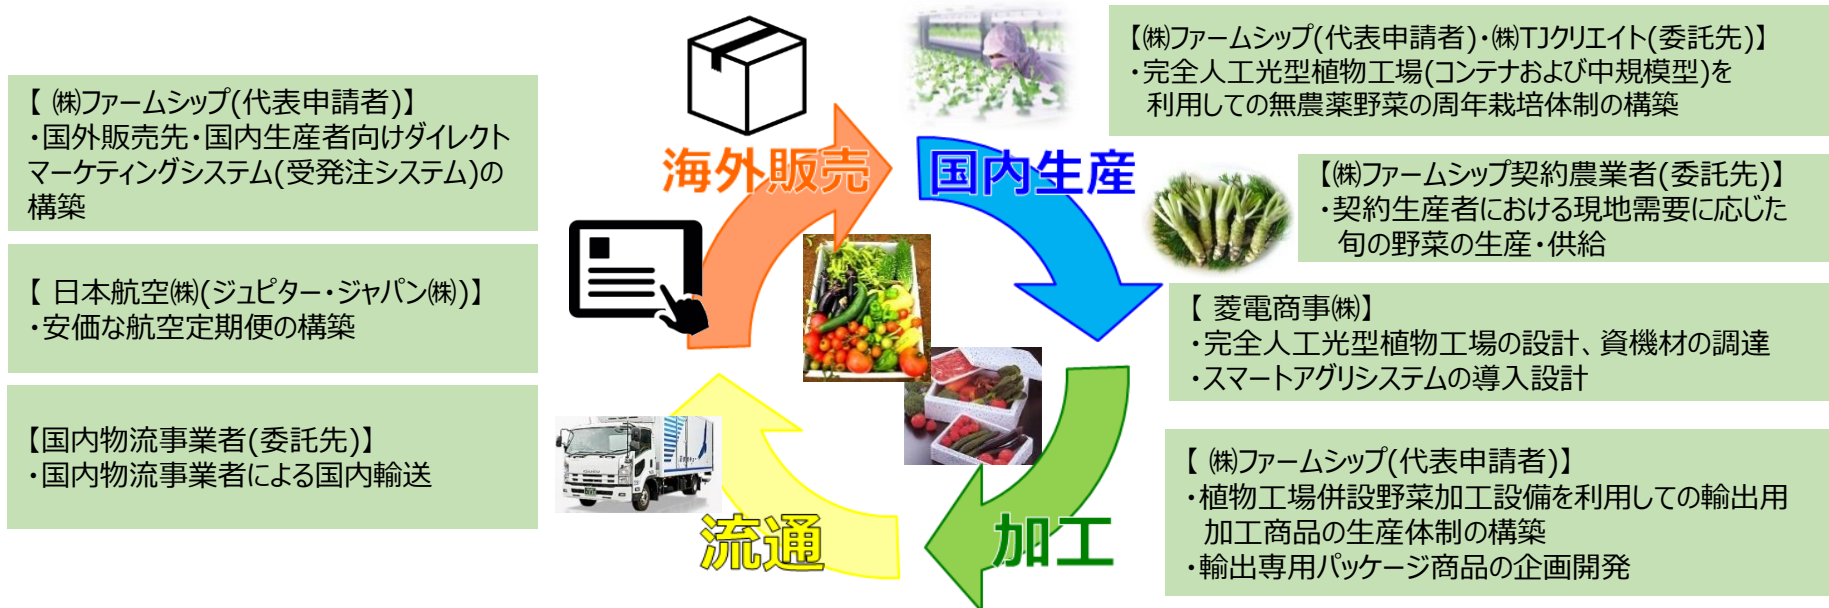 【 ㈱ファームシップ(代表申請者)】
・国外販売先・国内生産者向けダイレクト
マーケティングシステム(受発注システム)の
構築
【 日本航空㈱(ジュピター・ジャパン㈱)】
・安価な航空定期便の構築
【国内物流事業者(委託先)】
・国内物流事業者による国内輸送
海外販売
国内生産
加工
流通
【㈱ファームシップ(代表申請者)・㈱TJクリエイト(委託先)】
・完全人工光型植物工場(コンテナおよび中規模型)を
利用しての無農薬野菜の周年栽培体制の構築
【㈱ファームシップ契約農業者(委託先)】
・契約生産者における現地需要に応じた
旬の野菜の生産・供給
【 菱電商事㈱】
・完全人工光型植物工場の設計、資機材の調達
・スマートアグリシステムの導入設計
【 ㈱ファームシップ(代表申請者)】
・植物工場併設野菜加工設備を利用しての輸出用
加工商品の生産体制の構築
・輸出専用パッケージ商品の企画開発